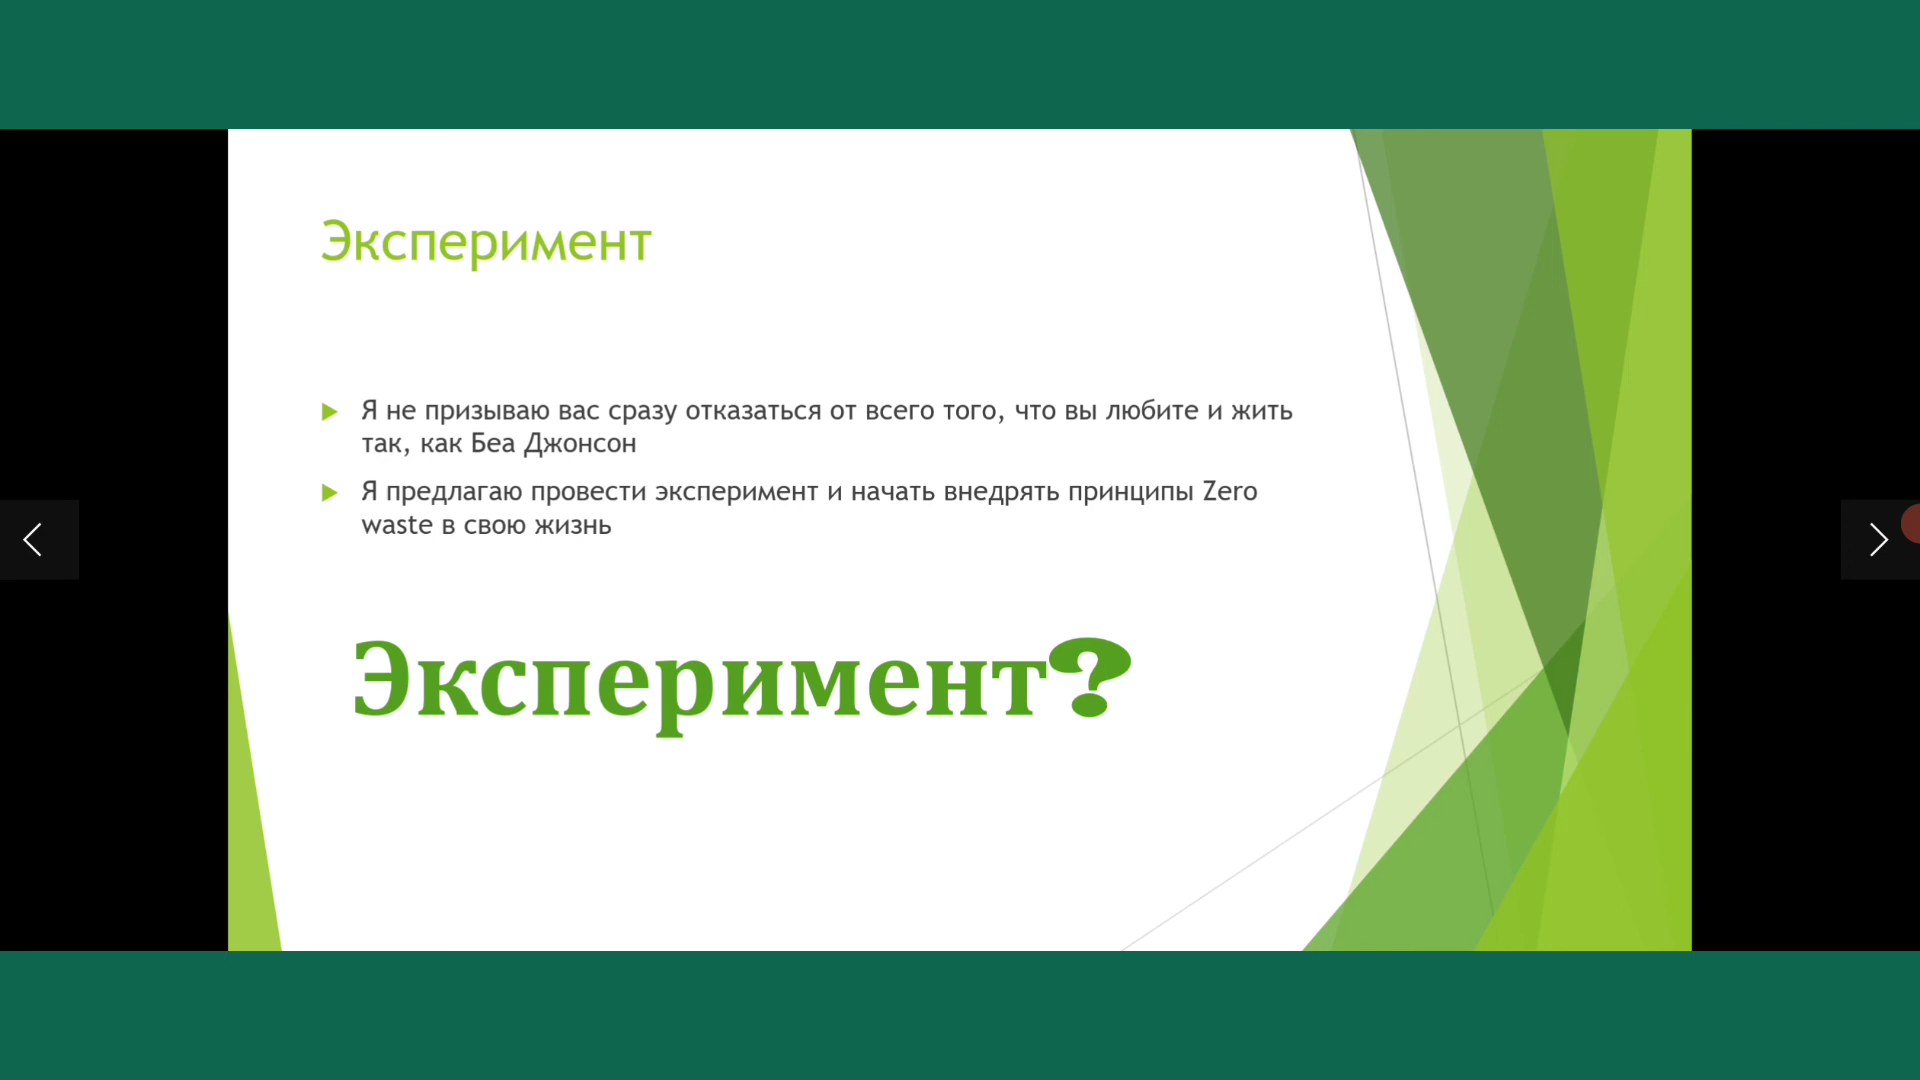 Эксперимент
Я не призываю вас сразу отказаться от всего того, что вы любите и жить
так, как Беа Джонсон
Я предлагаю провести эксперимент и начать внедрять принципы Zero
waste в свою жизнь
Эксперимент?